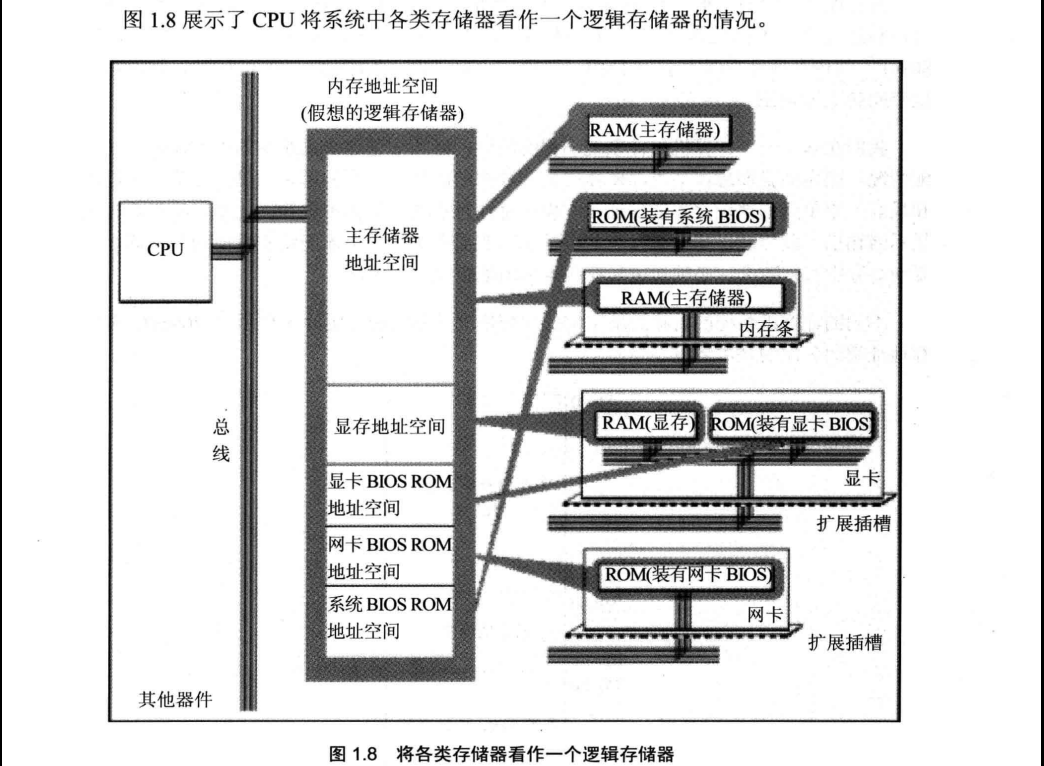 图 1.8 展示了 CPU 将系统中各类存储器看作一个逻辑存储器的情况。
内存地址空间
(假想的逻辑存储器)
CPU
总
线
其他器件
主存储器
地址空间
显存地址空间
显卡 BIOS ROM
地址空间
网卡 BIOS ROM
地址空间
系统 BIOS ROM
地址空间
RAM(主存储器)
ROM(装有系统 BIOS)
RAM(主存储器)
内存条
RAM(显存)
ROM(装有显卡 BIOS)
显卡
扩展插槽
ROM(装有网卡 BIOS)
网卡
扩展插槽
图 1.8 将各类存储器看作一个逻辑存储器